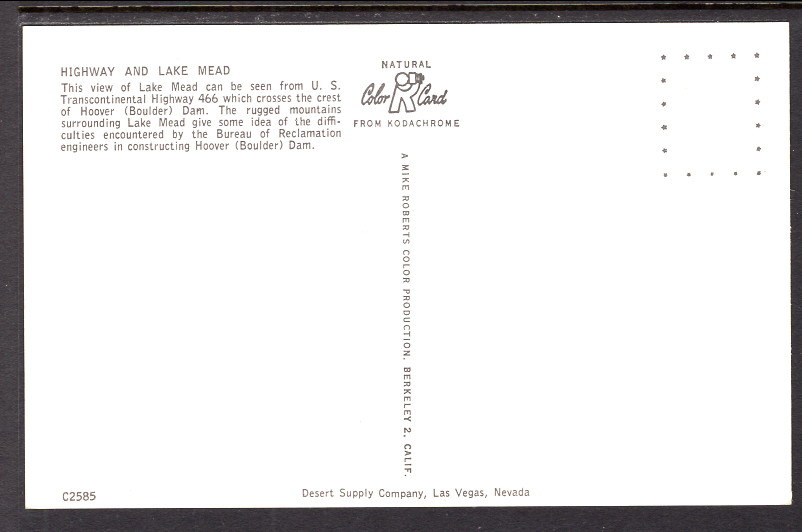 HIGHWAY AND LAKE MEAD
This view of Lake Mead can be seen from U. S.
Transcontinental Highway 466 which crosses the crest
of Hoover (Boulder) Dam. The rugged mountains
surrounding Lake Mead give some idea of the diffi-
culties encountered by the Bureau of Reclamation
engineers in constructing Hoover (Boulder) Dam.
NATURAL
Color Card
FROM KODACHROME
A MIKE ROBERTS COLOR PRODUCTION. BERKELEY 2, CALIF.
C2585
Desert Supply Company, Las Vegas, Nevada